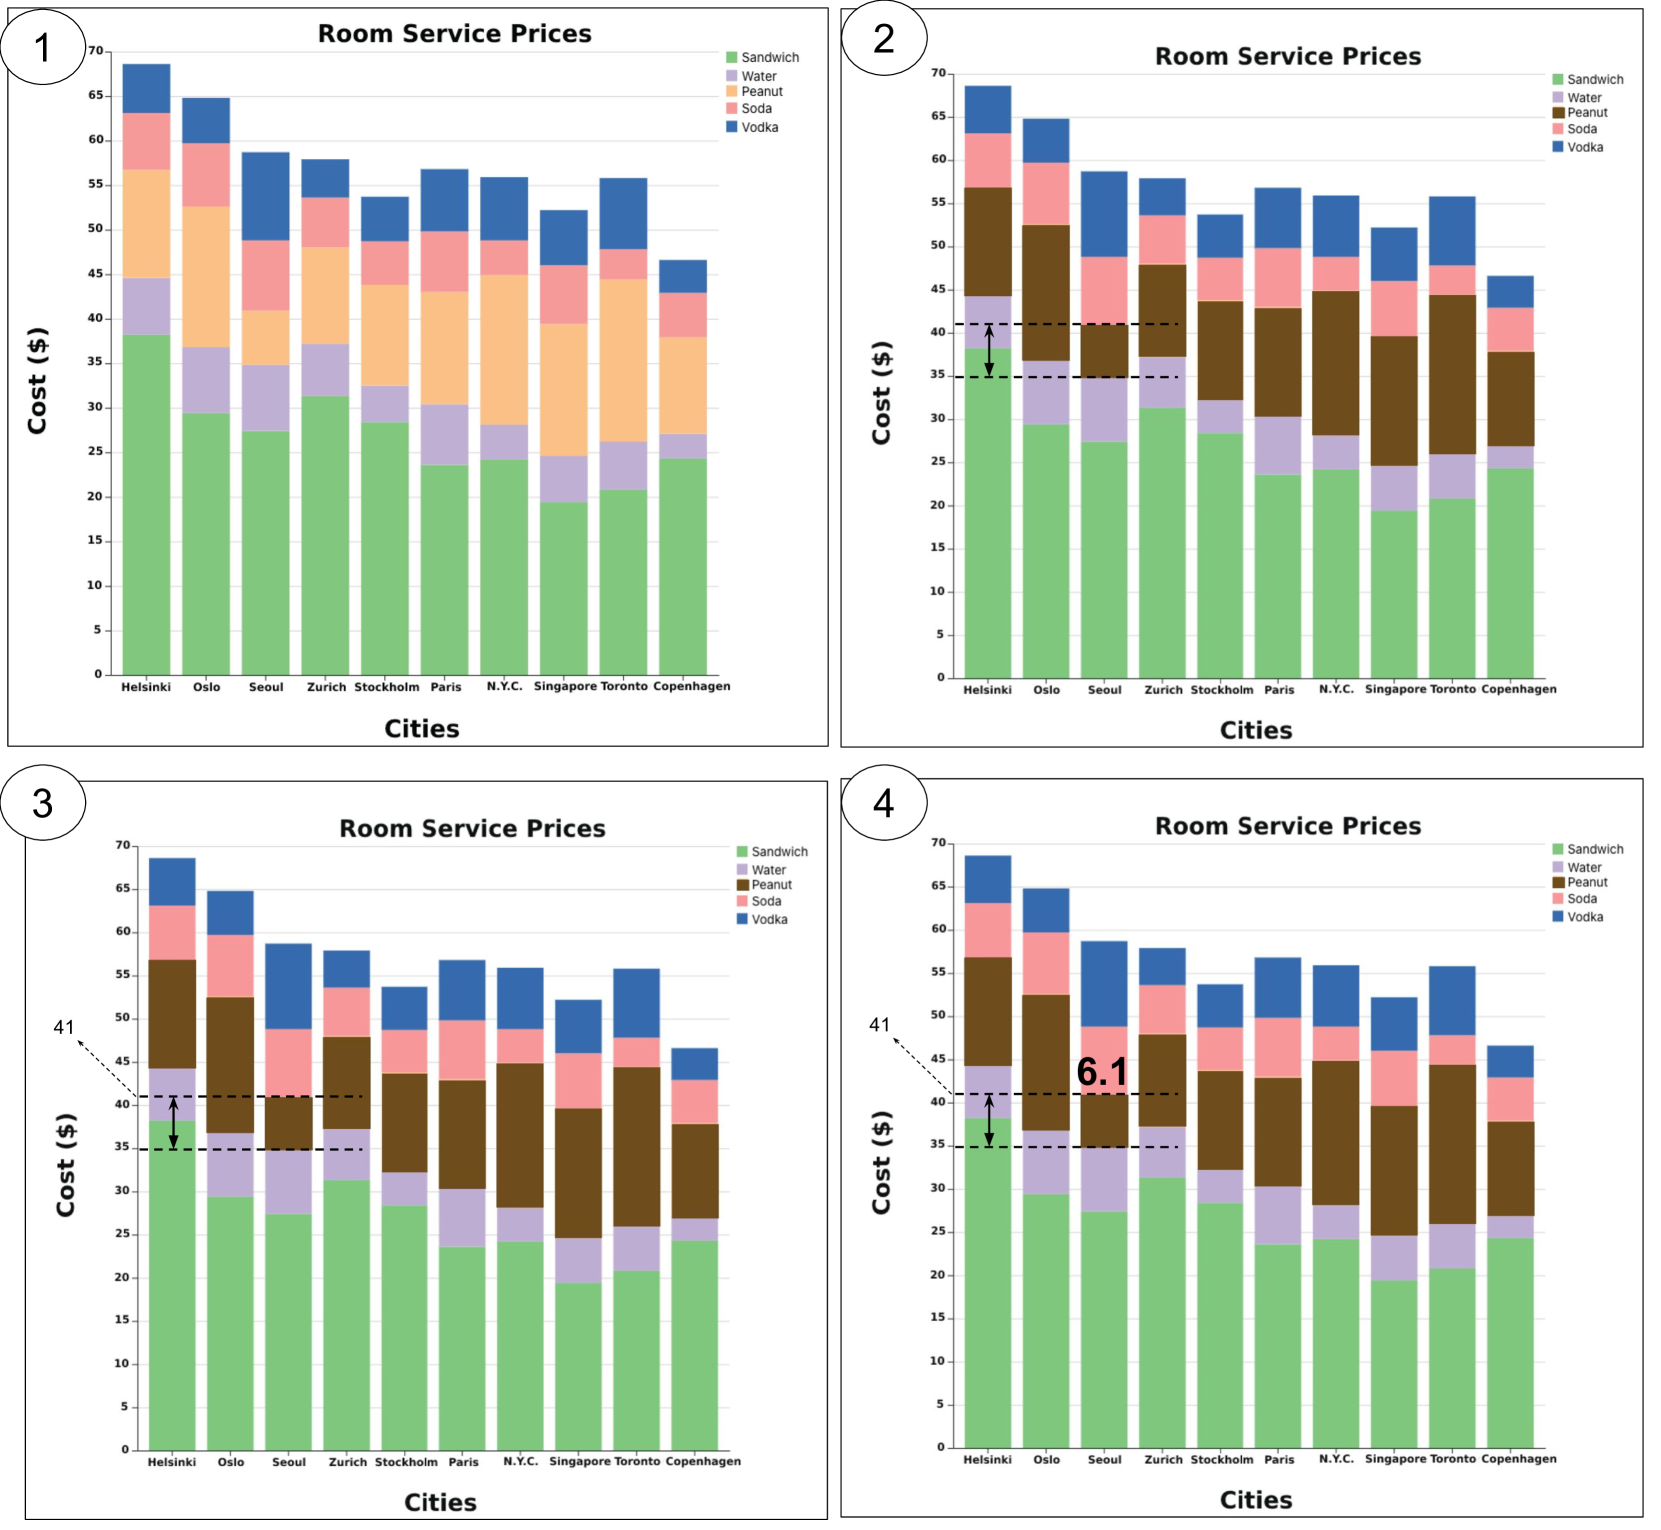 1
Room Service Prices
Sandwich
Water
Peanut
Soda
Vodka
70
65
60
55
50
45
40
35
30
25
20
15
10
5
0
Cost ($)
Helsinki Oslo Seoul Zurich Stockholm Paris N.Y.C. Singapore Toronto Copenhagen
Cities
2
Room Service Prices
Sandwich
Water
Peanut
Soda
Vodka
70
65
60
55
50
45
40
35
30
25
20
15
10
5
0
Cost ($)
Helsinki Oslo Seoul Zurich Stockholm Paris N.Y.C. Singapore Toronto Copenhagen
Cities
3
Room Service Prices
Sandwich
Water
Peanut
Soda
Vodka
70
65
60
55
50
45
40
35
30
25
20
15
10
5
0
41
Cost ($)
Helsinki Oslo Seoul Zurich Stockholm Paris N.Y.C. Singapore Toronto Copenhagen
Cities
4
Room Service Prices
Sandwich
Water
Peanut
Soda
Vodka
70
65
60
55
50
45
40
35
30
25
20
15
10
5
0
41
6.1
Cost ($)
Helsinki Oslo Seoul Zurich Stockholm Paris N.Y.C. Singapore Toronto Copenhagen
Cities